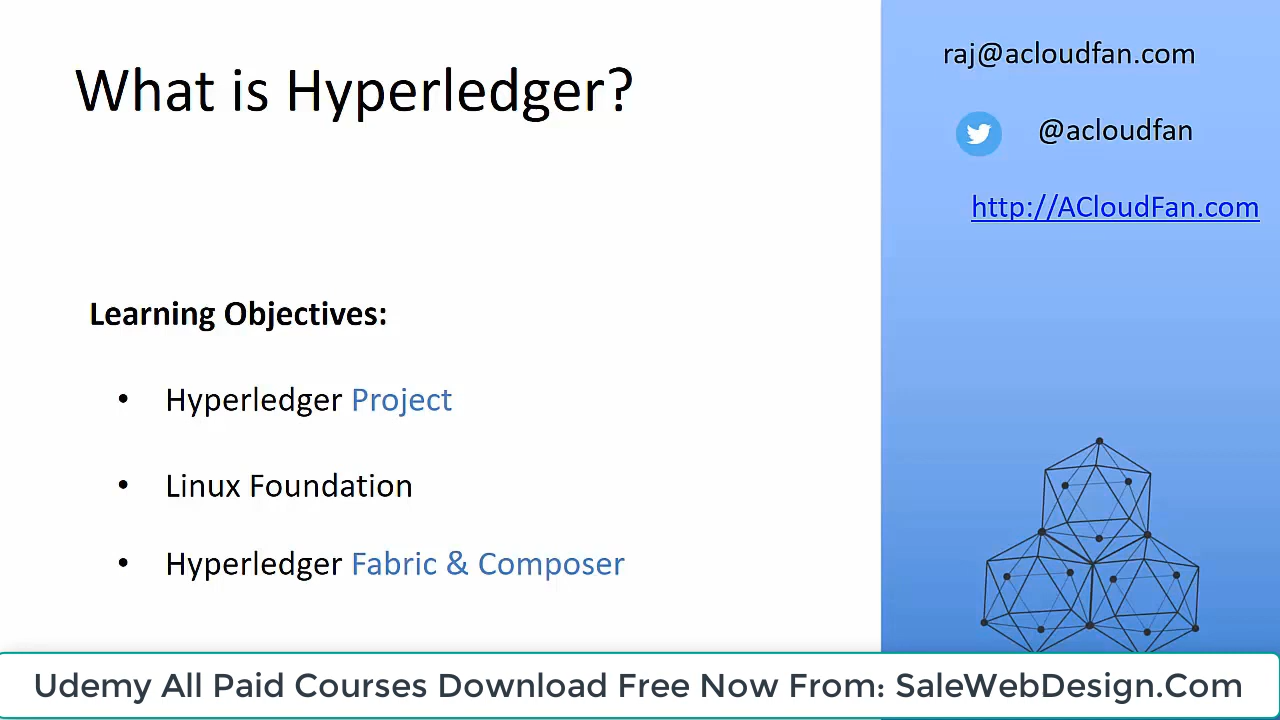 What is Hyperledger?
raj@acloudfan.com
@acloudfan
http://ACloudFan.com
Learning Objectives:
• Hyperledger Project
• Linux Foundation
• Hyperledger Fabric & Composer
Udemy All Paid Courses Download Free Now From: SaleWebDesign.Com